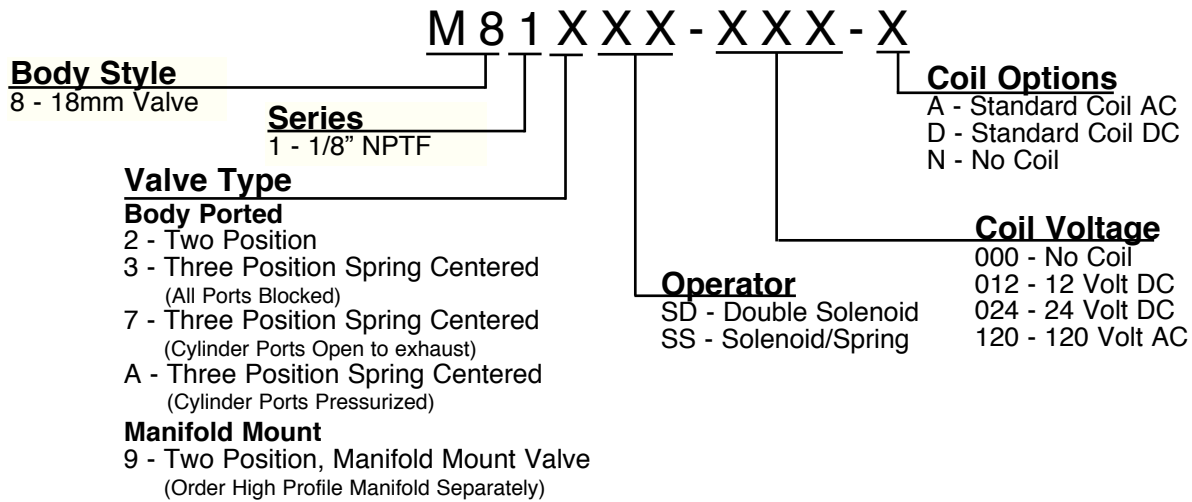 M 8 1 X X X - X X X - X
Body Style
8 - 18mm Valve
Series
1 - 1/8” NPTF
Valve Type
Body Ported
2 - Two Position
3 - Three Position Spring Centered
(All Ports Blocked)
7 - Three Position Spring Centered
(Cylinder Ports Open to exhaust)
A - Three Position Spring Centered
(Cylinder Ports Pressurized)
Manifold Mount
9 - Two Position, Manifold Mount Valve
(Order High Profile Manifold Separately)
Operator
SD - Double Solenoid
SS - Solenoid/Spring
Coil Voltage
000 - No Coil
012 - 12 Volt DC
024 - 24 Volt DC
120 - 120 Volt AC
Coil Options
A - Standard Coil AC
D - Standard Coil DC
N - No Coil